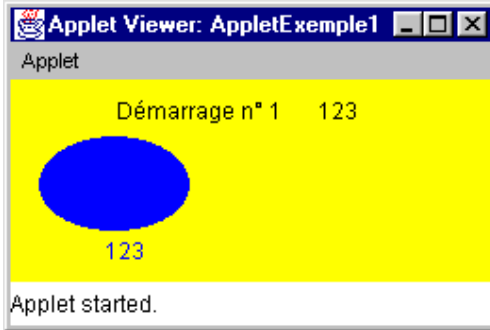 Applet Viewer: AppletExemple1
Applet
Démarrage n° 1 123
123
Applet started.